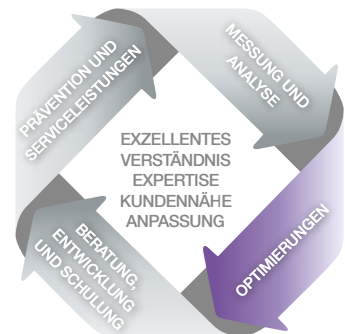 PRÄVENTION UND
SERVICELEISTUNGEN
MESSUNG UND
ANALYSE
EXZELLENTES
VERSTÄNDNIS
EXPERTISE
KUNDENNÄHE
ANPASSUNG
OPTIMIERUNGEN
BERATUNG,
ENTWICKLUNG
UND SCHULUNG